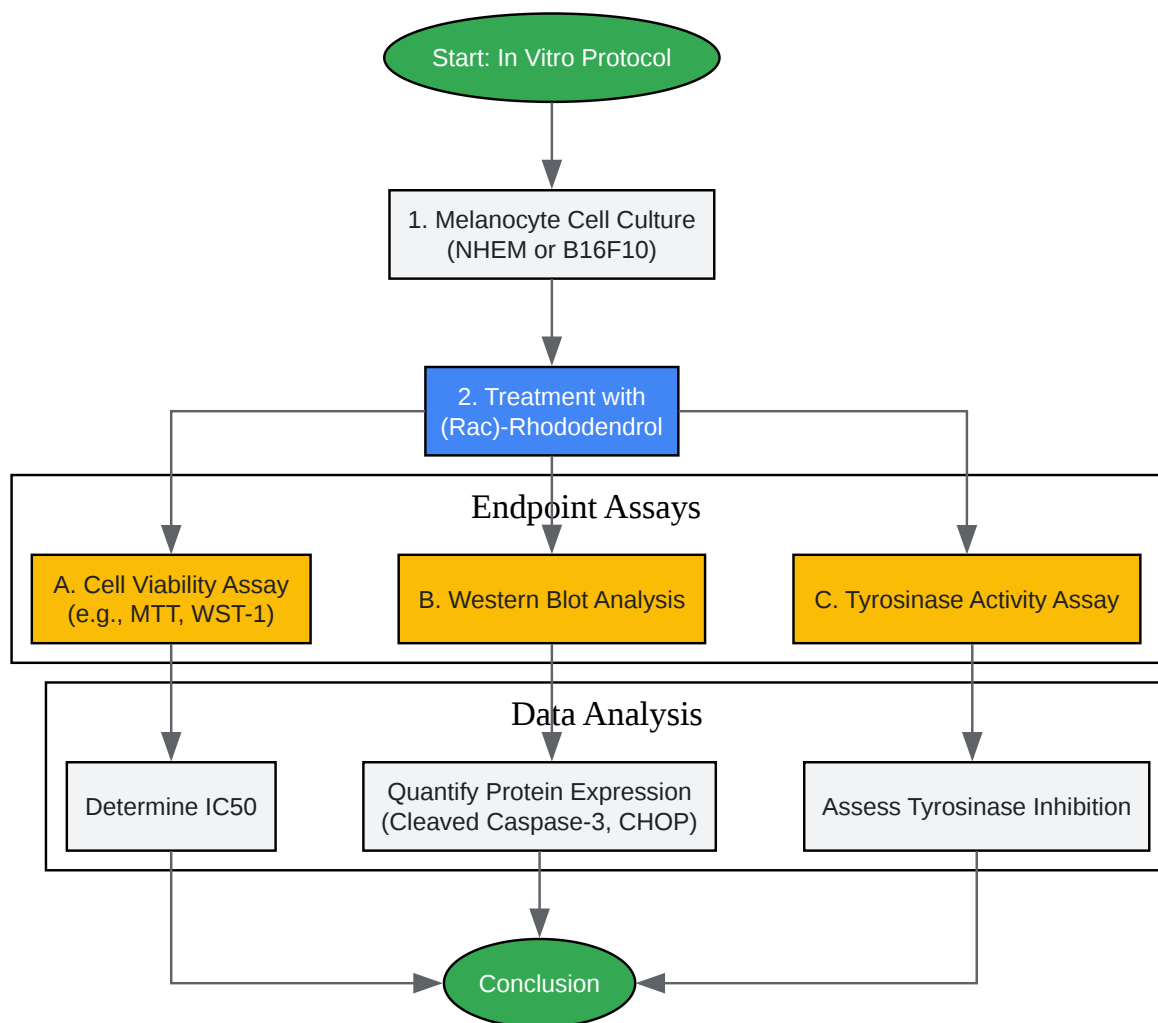 Start: In Vitro Protocol
1. Melanocyte Cell Culture
(NHEM or B16F10)
2. Treatment with
(Rac)-Rhododendrol
Endpoint Assays
A. Cell Viability Assay
(e.g., MTT, WST-1)
B. Western Blot Analysis
C. Tyrosinase Activity Assay
Data Analysis
Determine IC50
Quantify Protein Expression
(Cleaved Caspase-3, CHOP)
Assess Tyrosinase Inhibition
Conclusion